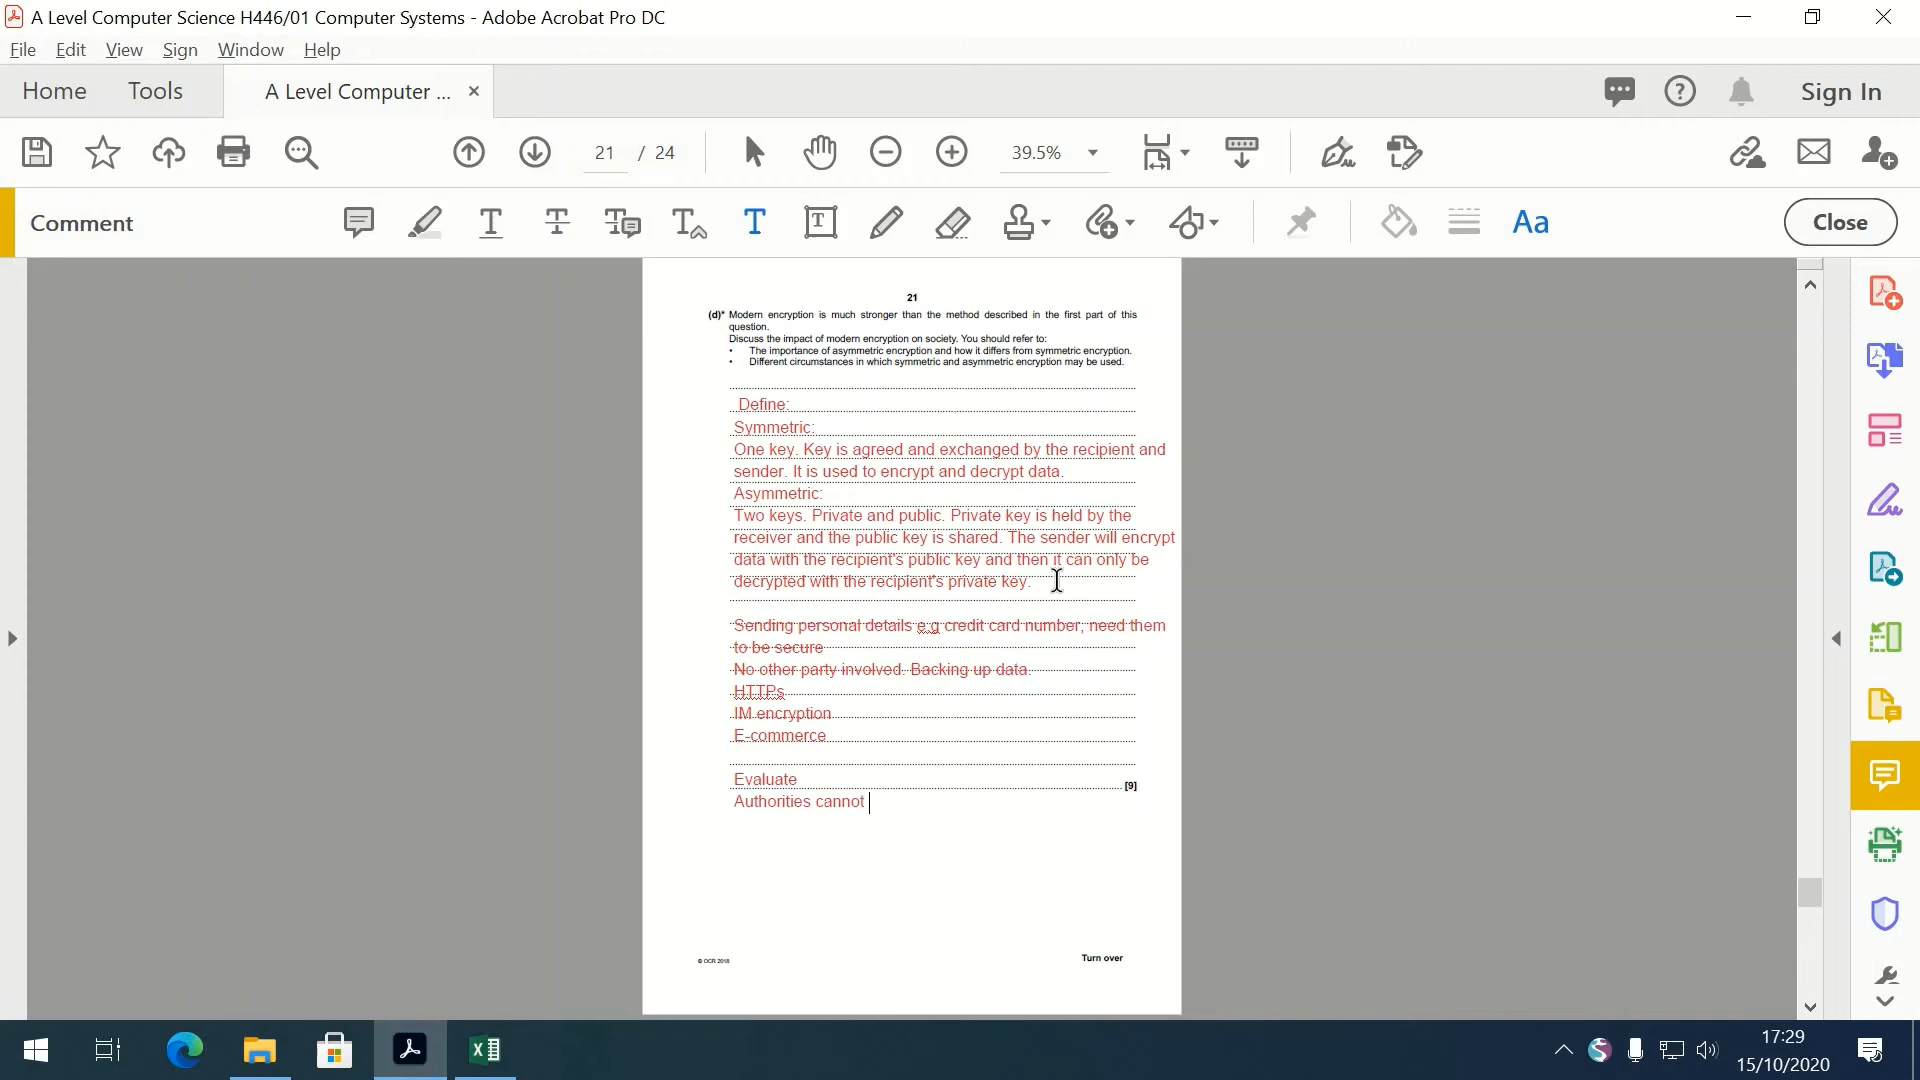 A Level Computer Science H446/01 Computer Systems - Adobe Acrobat Pro DC
File Edit View Sign Window Help
Home Tools A Level Computer ... × Sign In
21 / 24 39.5%
Comment Close
21
(d)* Modern encryption is much stronger than the method described in the first part of this
question.
Discuss the impact of modern encryption on society. You should refer to:
• The importance of asymmetric encryption and how it differs from symmetric encryption.
• Different circumstances in which symmetric and asymmetric encryption may be used.
Define:
Symmetric:
One key. Key is agreed and exchanged by the recipient and
sender. It is used to encrypt and decrypt data.
Asymmetric:
Two keys. Private and public. Private key is held by the
receiver and the public key is shared. The sender will encrypt
data with the recipient's public key and then it can only be
decrypted with the recipient's private key.
Sending personal details e.g credit card number, need them
to be secure
No other party involved. Backing up data.
HTTPs
IM encryption
E-commerce
Evaluate
[9]
Authorities cannot
© OCR 2018 Turn over
17:29
15/10/2020